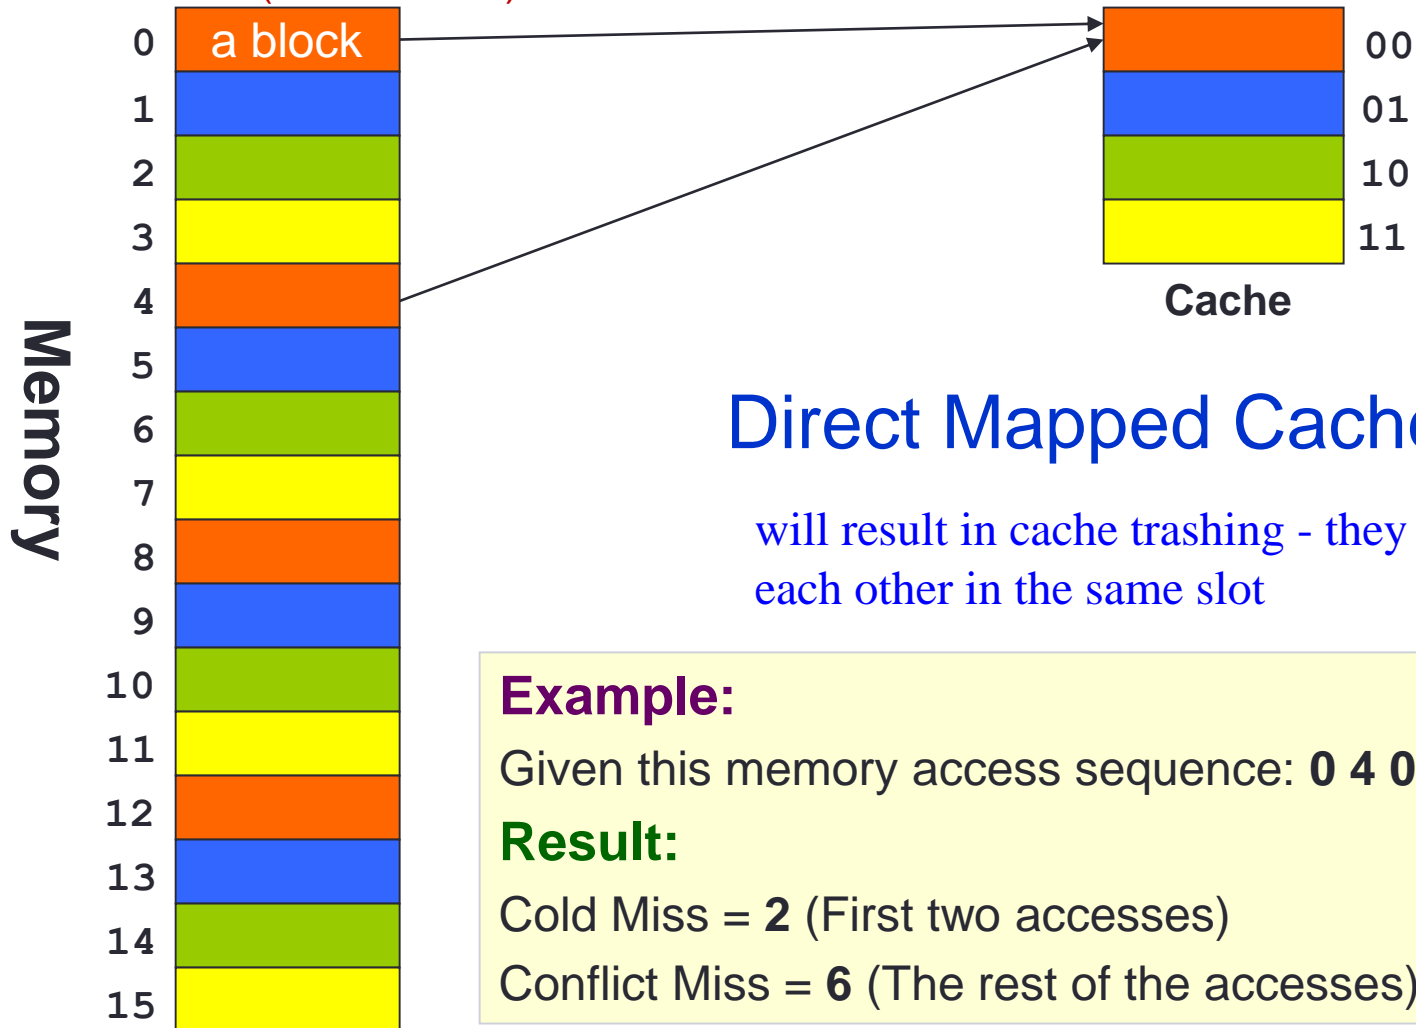 0 a block
1
2
3
4
5
6
7
8
9
10
11
12
13
14
15
Memory
00
01
10
11
Cache
Direct Mapped Cache
will result in cache trashing - they
each other in the same slot
Example:
Given this memory access sequence: 0 4 0
Result:
Cold Miss = 2 (First two accesses)
Conflict Miss = 6 (The rest of the accesses)